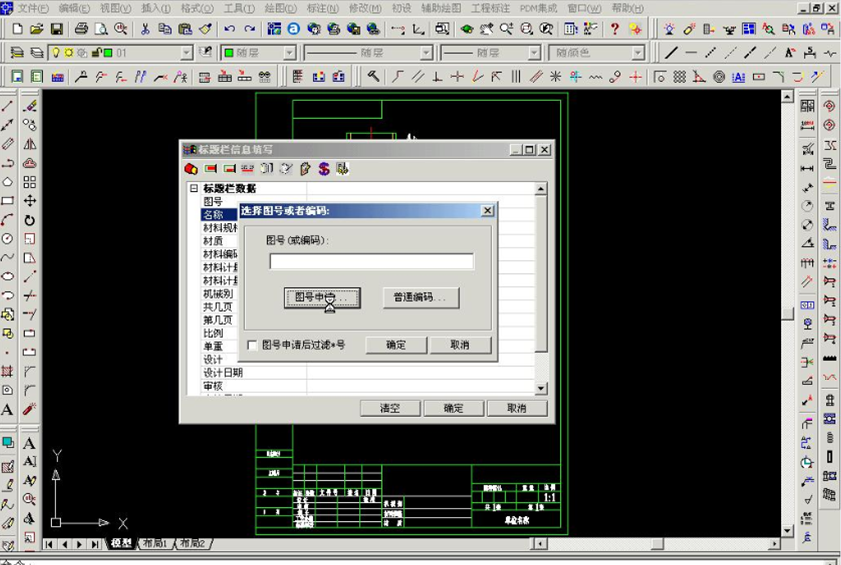 文件(F) 编辑(E) 视图(V) 插入(I) 格式(O) 工具(T) 绘图(D) 标注(N) 修改(M) 初设 辅助绘图 工程标注 PDM集成 窗口(W) 帮助(H)
01 随层 随层 随层 随颜色
标题栏信息填写
标题栏数据
图号
名称
选择图号或者编码:
材料规格
材质
图号(或编码):
材料编码
材料计
材料计
机械别
图号申请... 普通编码...
共几页
第几页
比例
单重
图号申请后过滤*号 确定 取消
设计
设计日期
审核
清空 确定 取消
Y
X
1:1
单位名称
模型 布局1 布局2